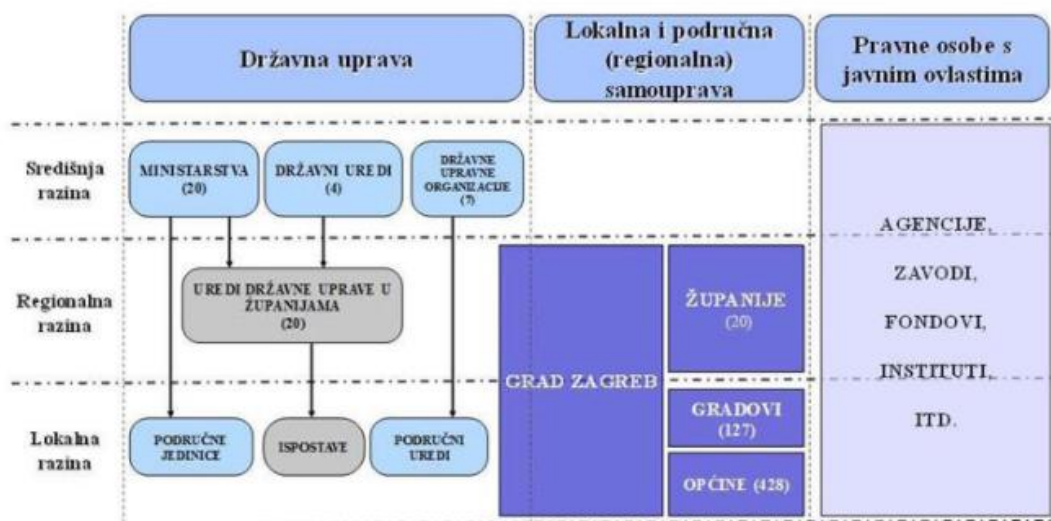 Državna uprava
Lokalna i područna
(regionalna)
samouprava
Pravne osobe s
javnim ovlastima
Središnja
razina
MINISTARSTVA
(20)
DRŽAVNI UREDI
(4)
DRŽAVNE
UPRAVNE
ORGANIZACIJE
(7)
Regionalna
razina
UREDI DRŽAVNE UPRAVE U
ŽUPANIJAMA
(20)
GRAD ZAGREB
ŽUPANIJE
(20)
Lokalna
razina
PODRUČNE
JEDINICE
ISPOSTAVE
PODRUČNI
UREDI
GRADOVI
(127)
OPĆINE (428)
AGENCIJE,
ZAVODI,
FONDOVI,
INSTITUTI,
ITD.